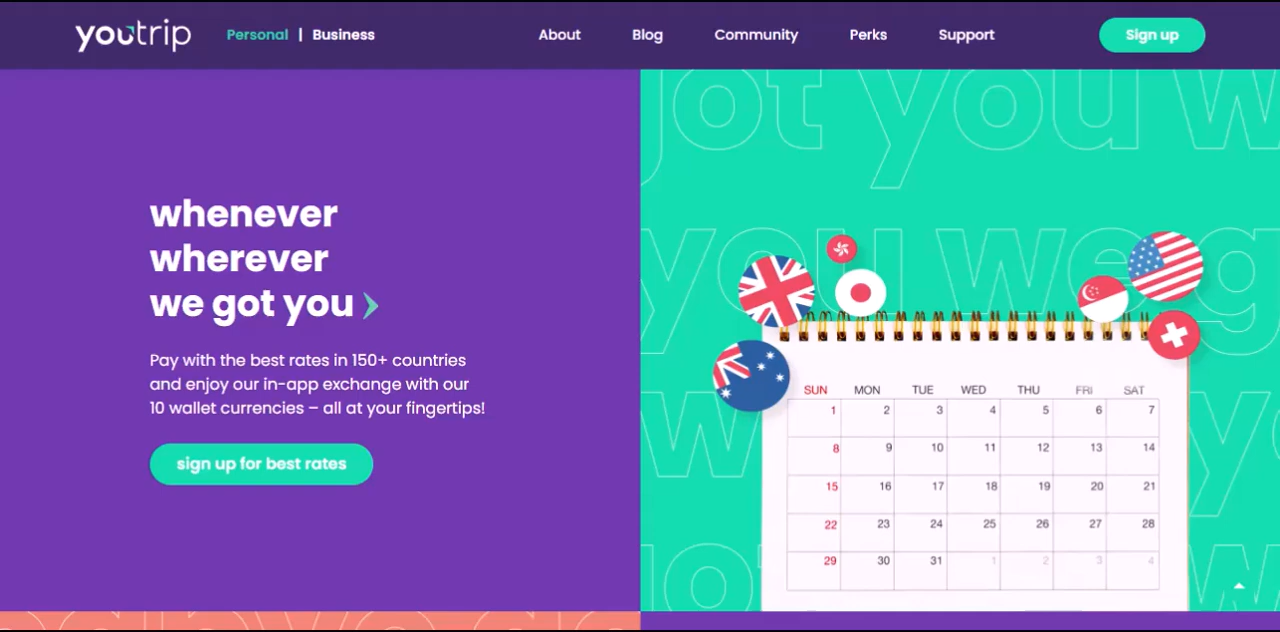 youtrip
Personal | Business
About
Blog
Community
Perks
Support
Sign up
whenever
wherever
we got you
Pay with the best rates in 150+ countries
and enjoy our in-app exchange with our
10 wallet currencies – all at your fingertips!
sign up for best rates
got you w
you we g
SUN MON TUE WED THU FRI SAT
1 2 3 4 5 6 7
8 9 10 11 12 13 14
15 16 17 18 19 20 21
22 23 24 25 26 27 28
29 30 31 1 2 3 4